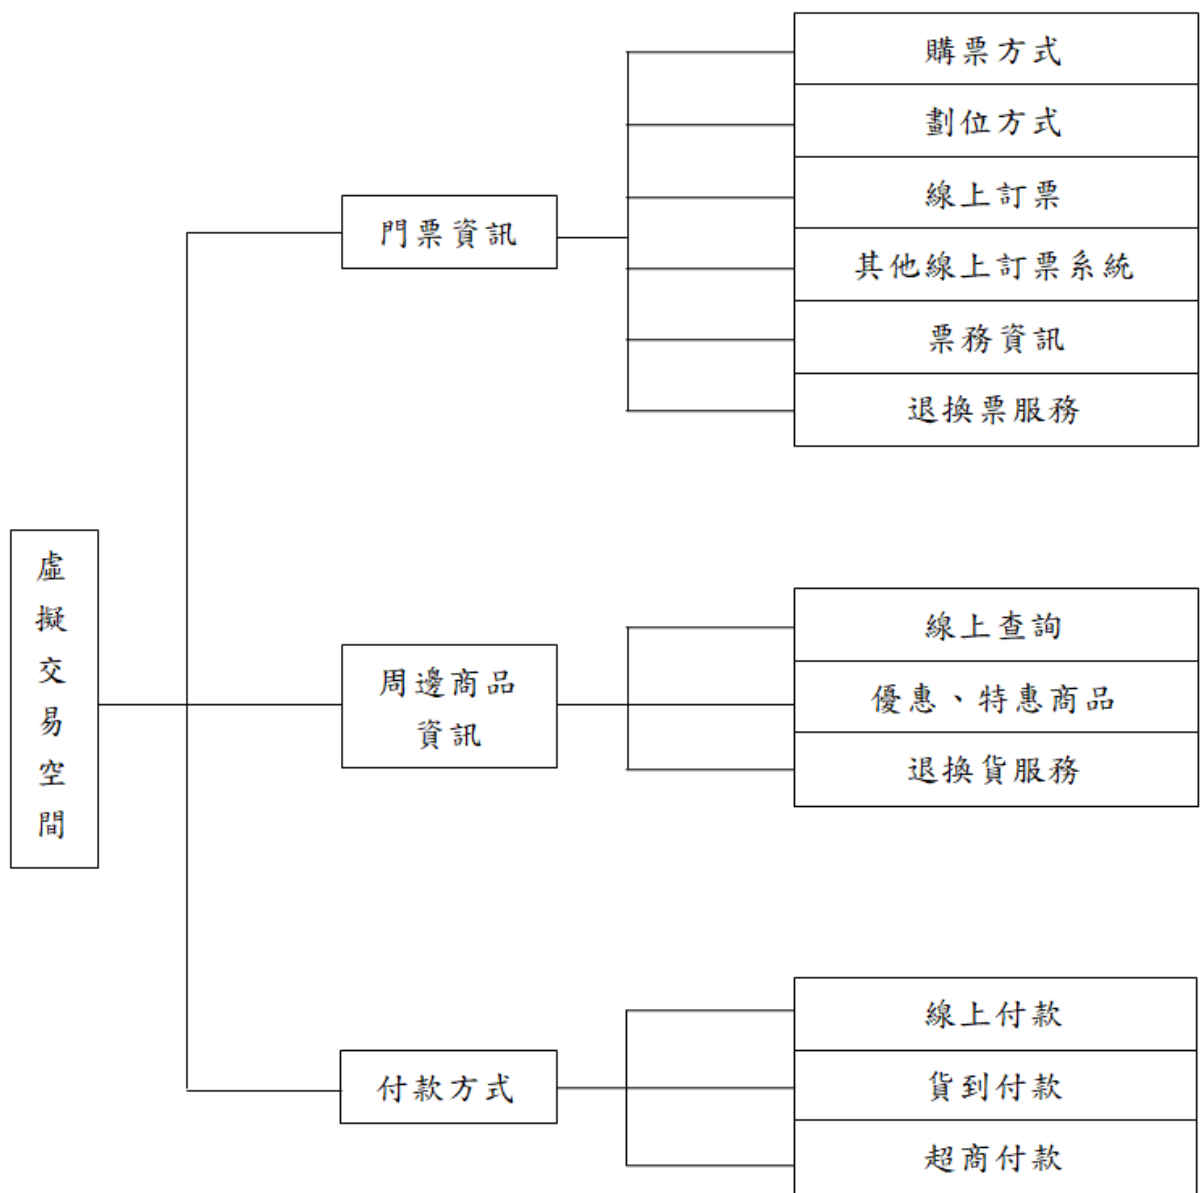 虛擬交易空間
門票資訊
購票方式
劃位方式
線上訂票
其他線上訂票系統
票務資訊
退換票服務
周邊商品
資訊
線上查詢
優惠、特惠商品
退換貨服務
付款方式
線上付款
貨到付款
超商付款